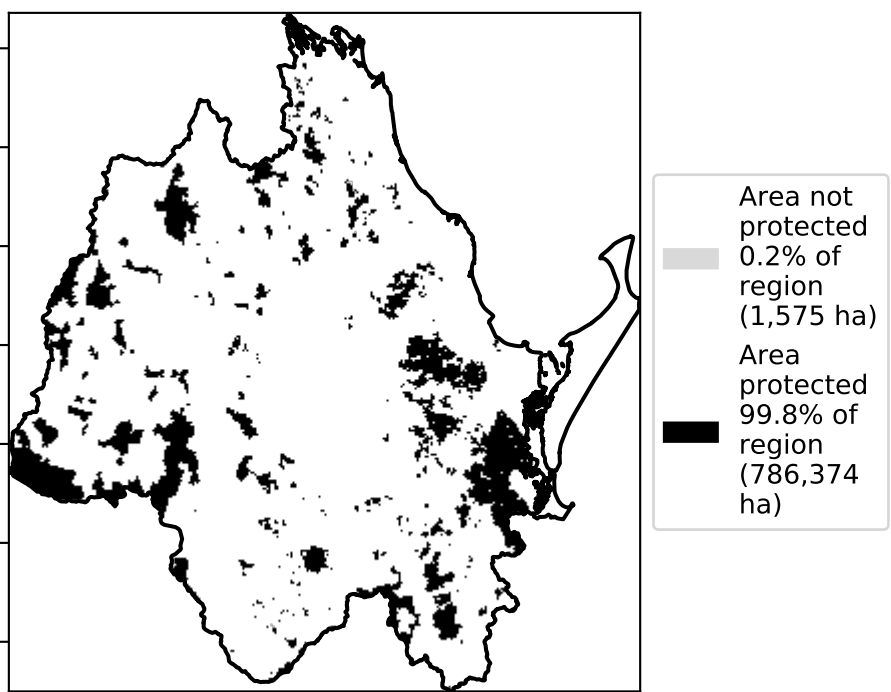 Area not
protected
0.2% of
region
(1,575 ha)
Area
protected
99.8% of
region
(786,374
ha)